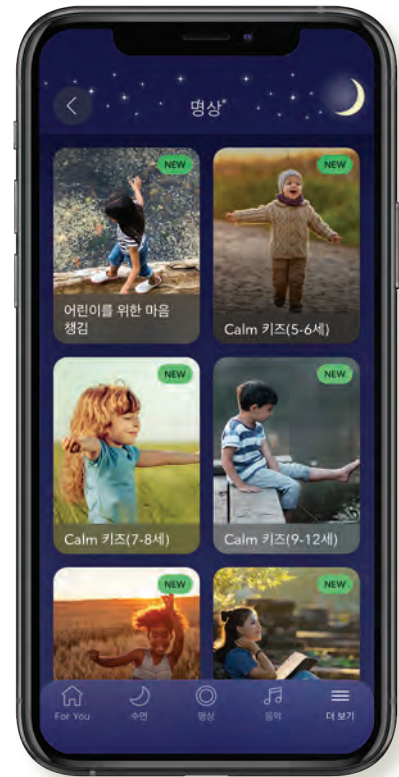 명상*
NEW
NEW
어린이를 위한 마음
챙김
Calm 키즈(5-6세)
NEW
NEW
Calm 키즈(7-8세)
Calm 키즈(9-12세)
NEW
NEW
For You
수면
명상
음악
더 보기